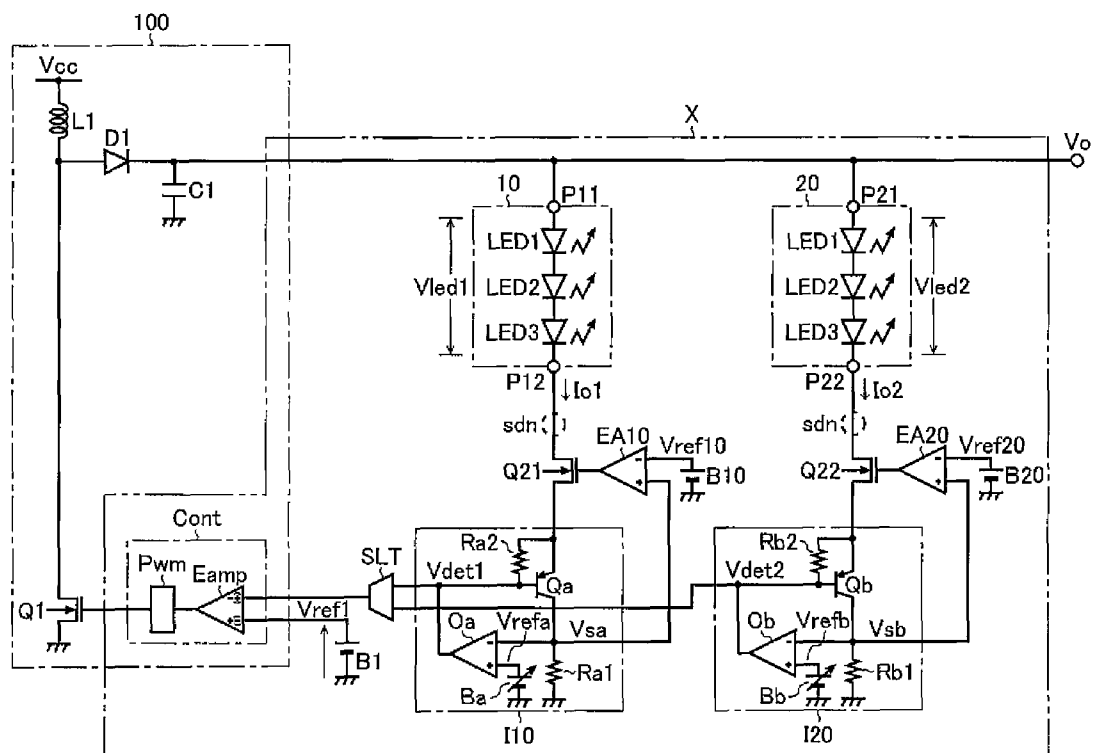 100
Vcc
L1
D1
X
Vo
C1
10
P11
20
P21
LED1
LED1
Vled1
LED2
LED2
Vled2
LED3
LED3
P12
Io1
P22
Io2
sdn
EA10
Vref10
sdn
EA20
Vref20
Q21
B10
Q22
B20
Cont
Pwm
Eamp
SLT
Ra2
Vdet1
Qa
Rb2
Vdet2
Qb
Q1
Vref1
B1
Oa
Vrefa
Vsa
Ra1
Ba
Ob
Vrefb
Vsb
Rb1
Bb
I10
I20